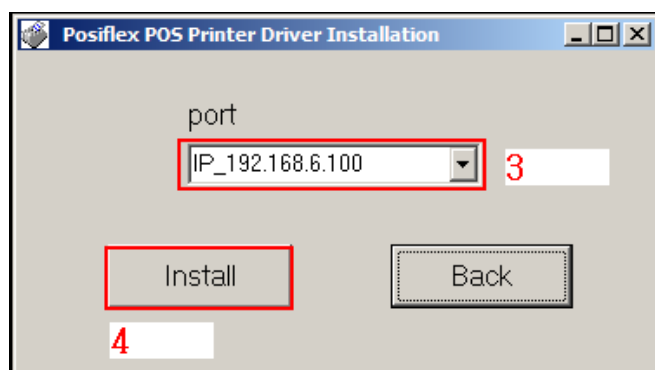 Posiflex POS Printer Driver Installation
port
IP_192.168.6.100
3
Install
Back
4